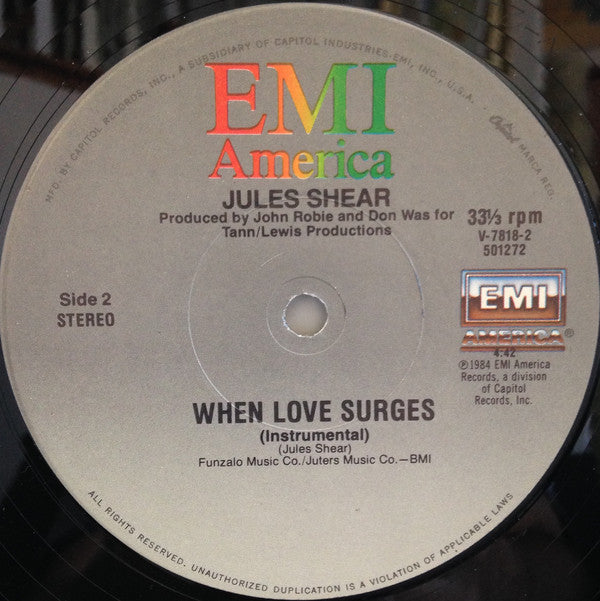 MFD. BY CAPITOL RECORDS, INC., A SUBSIDIARY OF CAPITOL INDUSTRIES-EMI, INC., U.S.A.
Capitol MARCA REG.
EMI
America
JULES SHEAR
Produced by John Robie and Don Was for
Tann/Lewis Productions
33⅓ rpm
V-7818-2
501272
Side 2
STEREO
EMI
AMERICA®
4:42
℗1984 EMI America
Records, a division
of Capitol
Records, Inc.
WHEN LOVE SURGES
(Instrumental)
(Jules Shear)
Funzalo Music Co./Juters Music Co.—BMI
ALL RIGHTS RESERVED. UNAUTHORIZED DUPLICATION IS A VIOLATION OF APPLICABLE LAWS